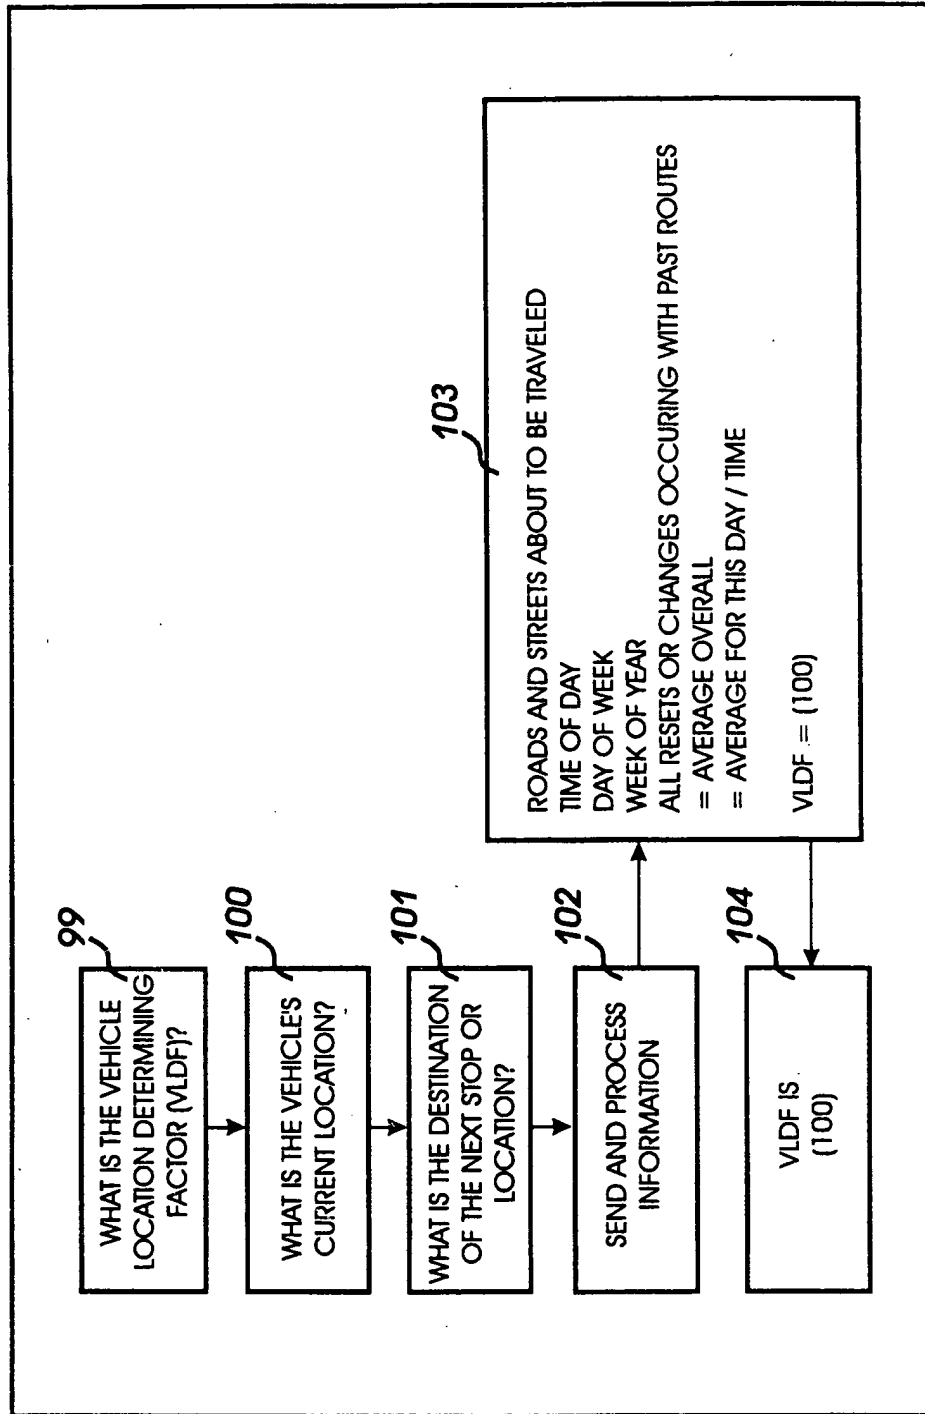 99
WHAT IS THE VEHICLE
LOCATION DETERMINING
FACTOR (VLDF)?
100
WHAT IS THE VEHICLE'S
CURRENT LOCATION?
101
WHAT IS THE DESTINATION
OF THE NEXT STOP OR
LOCATION?
102
SEND AND PROCESS
INFORMATION
103
ROADS AND STREETS ABOUT TO BE TRAVELED
TIME OF DAY
DAY OF WEEK
WEEK OF YEAR
ALL RESETS OR CHANGES OCCURING WITH PAST ROUTES
= AVERAGE OVERALL
= AVERAGE FOR THIS DAY / TIME
VLDF = (100)
104
VLDF IS
(100)